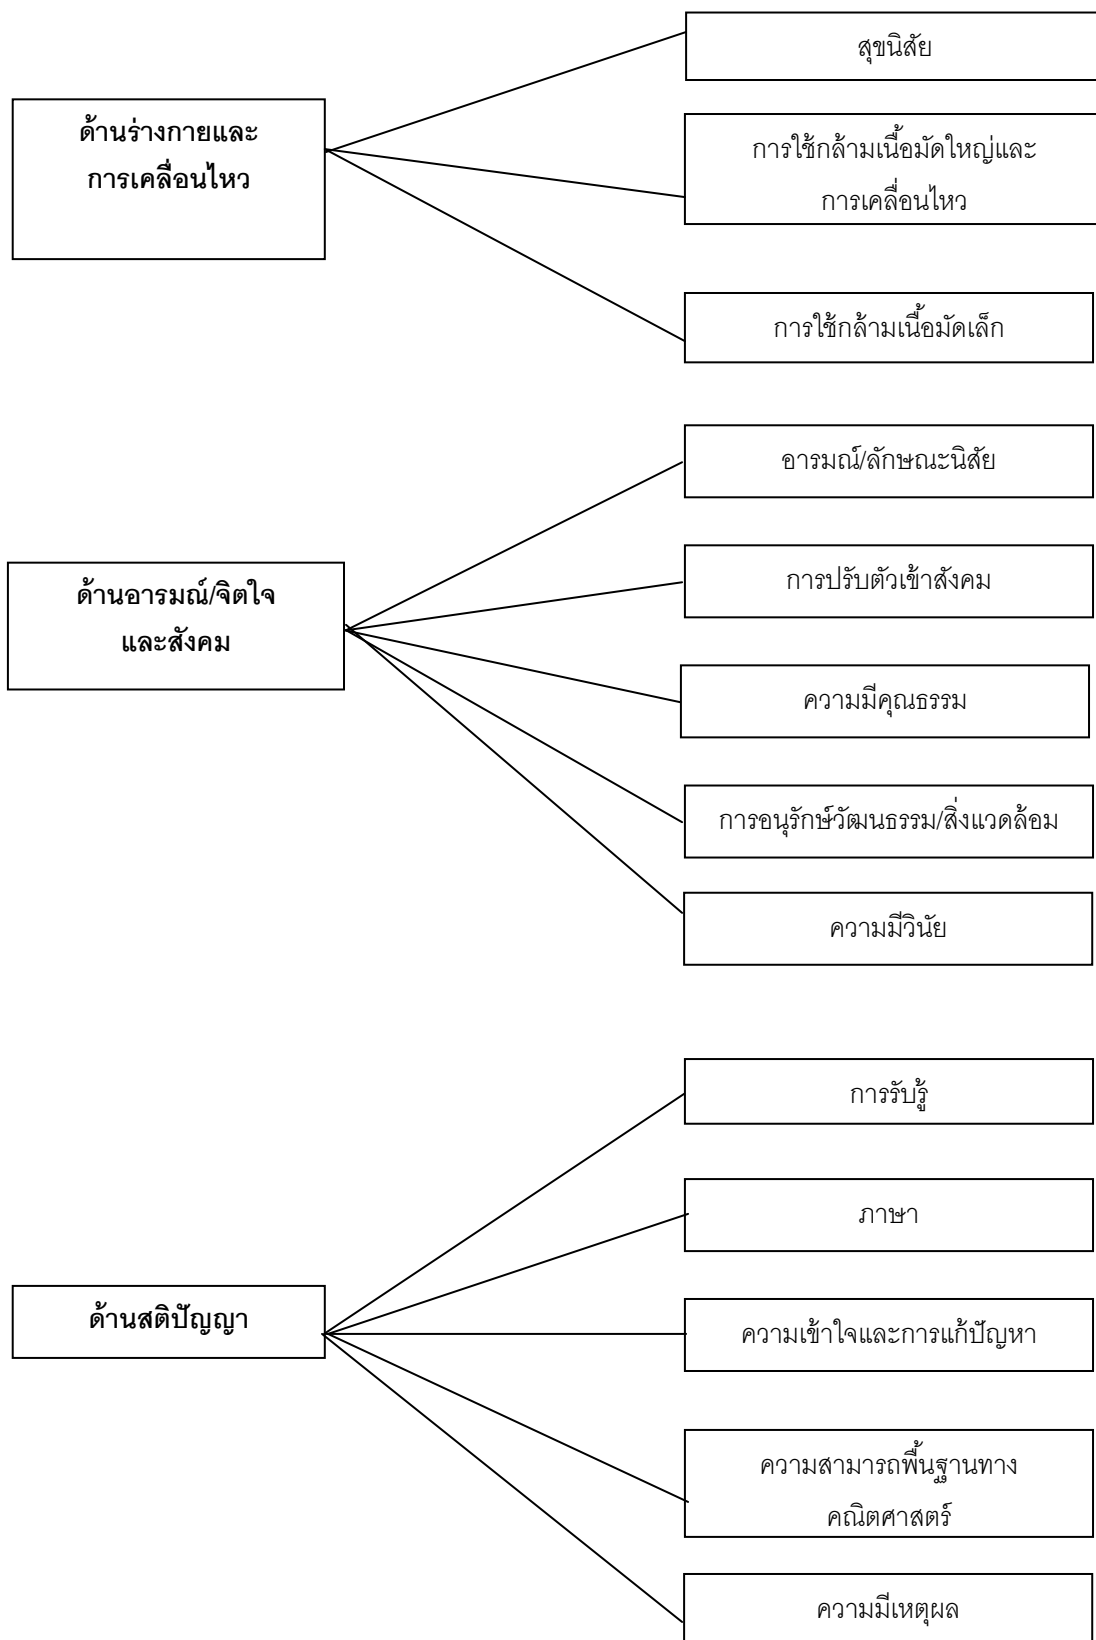 สุขนิสัย
ด้านร่างกายและ
การเคลื่อนไหว
การใช้กล้ามเนื้อมัดใหญ่และ
การเคลื่อนไหว
การใช้กล้ามเนื้อมัดเล็ก
อารมณ์/ลักษณะนิสัย
การปรับตัวเข้าสังคม
ด้านอารมณ์/จิตใจ
และสังคม
ความมีคุณธรรม
การอนุรักษ์วัฒนธรรม/สิ่งแวดล้อม
ความมีวินัย
การรับรู้
ภาษา
ด้านสติปัญญา
ความเข้าใจและการแก้ปัญหา
ความสามารถพื้นฐานทาง
คณิตศาสตร์
ความมีเหตุผล